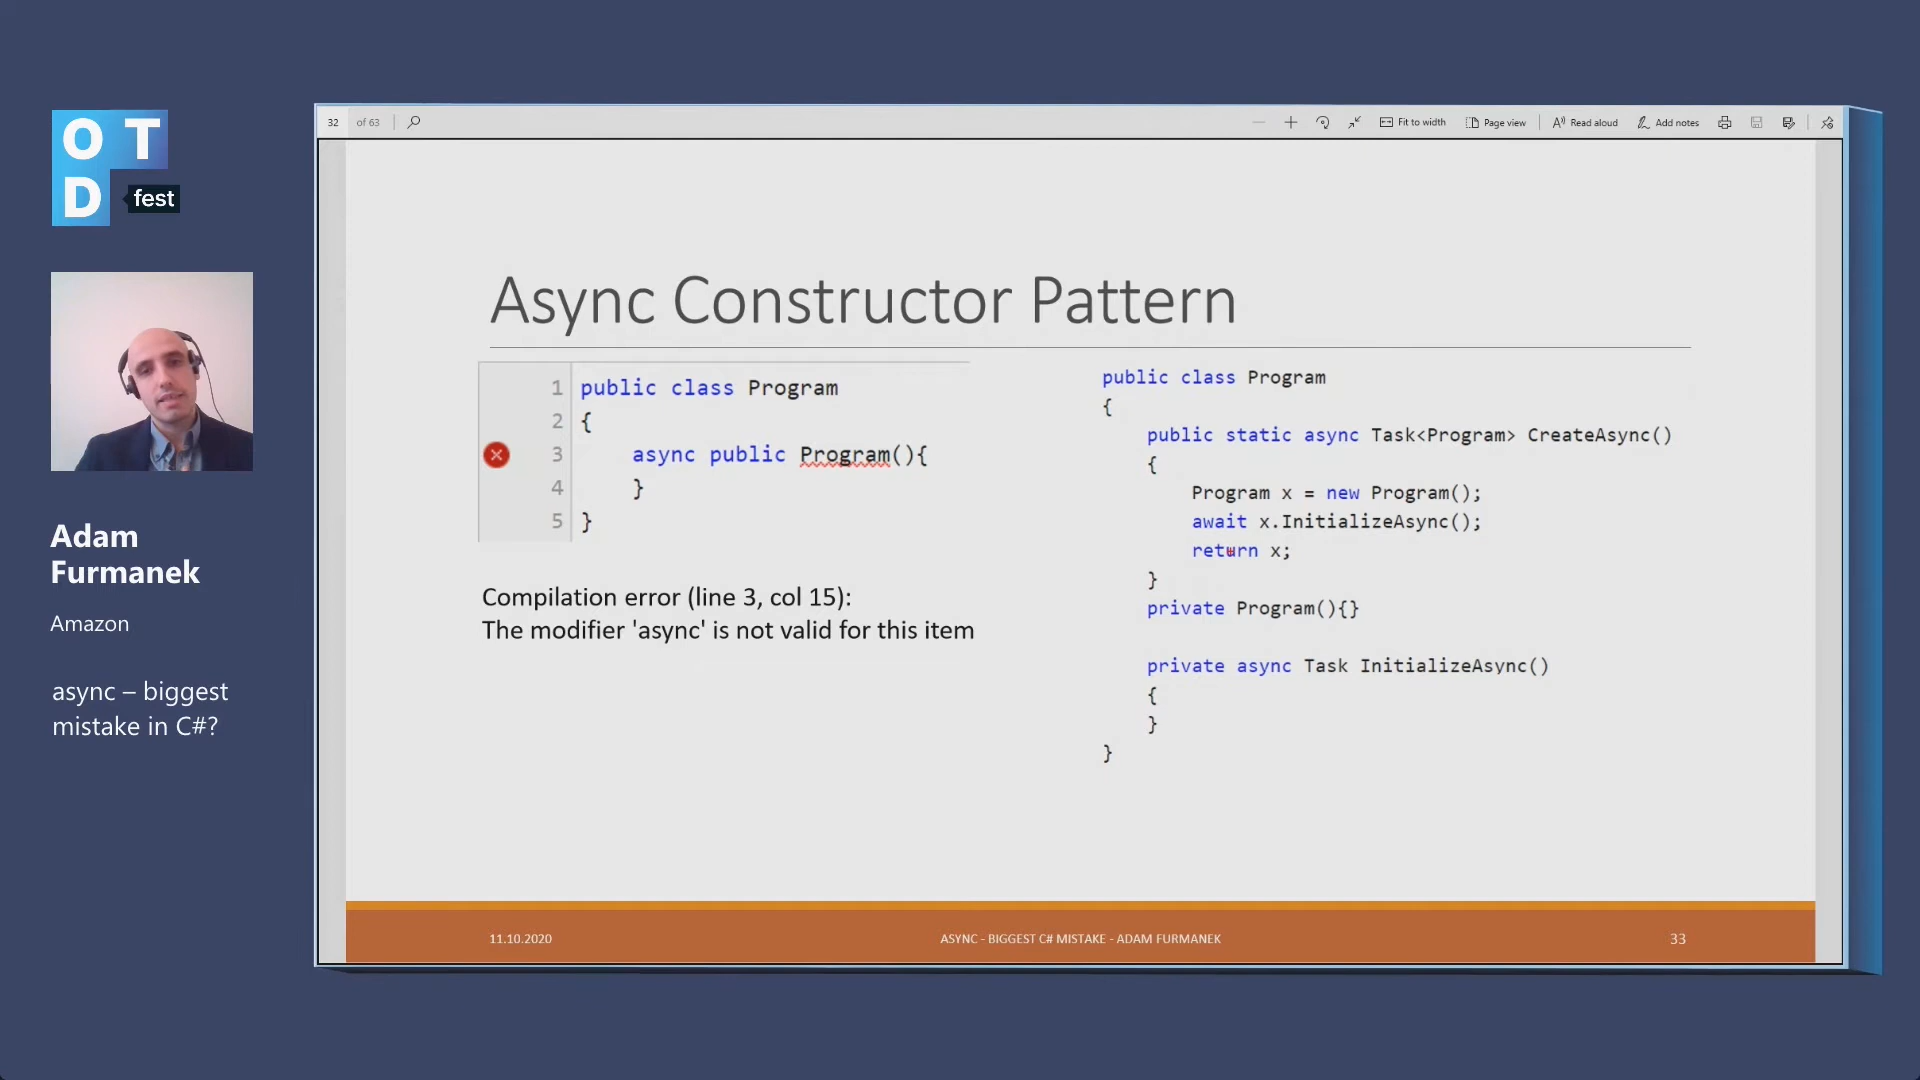 OT
D fest
Adam
Furmanek
Amazon
async – biggest
mistake in C#?
32 of 63
Fit to width
Page view
Read aloud
Add notes
Async Constructor Pattern
1 public class Program
2 {
3 async public Program(){
4 }
5 }
Compilation error (line 3, col 15):
The modifier 'async' is not valid for this item
public class Program
{
public static async Task<Program> CreateAsync()
{
Program x = new Program();
await x.InitializeAsync();
return x;
}
private Program(){}
private async Task InitializeAsync()
{
}
}
11.10.2020
ASYNC - BIGGEST C# MISTAKE - ADAM FURMANEK
33